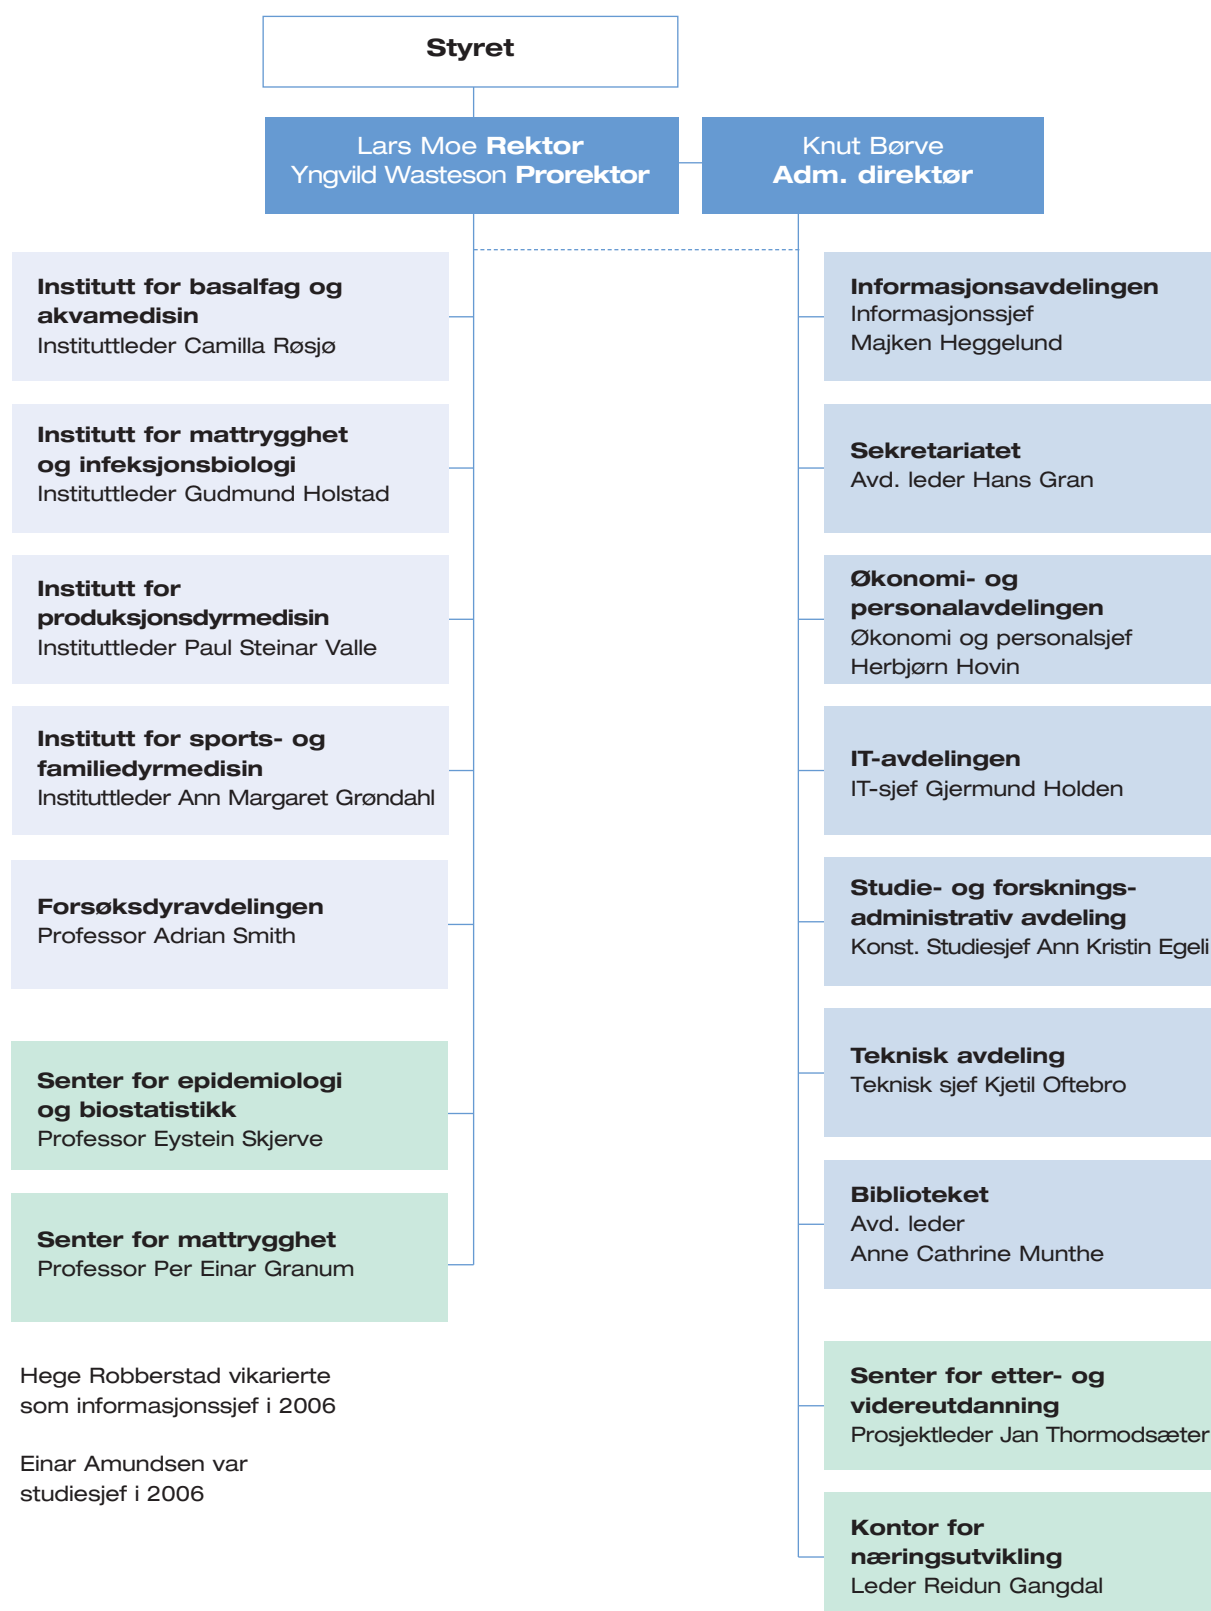 Styret
Lars Moe Rektor
Yngvild Wasteson Prorektor
Knut Børve
Adm. direktør
Institutt for basalfag og
akvamedisin
Instituttleder Camilla Røsjø
Institutt for mattrygghet
og infeksjonsbiologi
Instituttleder Gudmund Holstad
Institutt for
produksjonsdyrmedisin
Instituttleder Paul Steinar Valle
Institutt for sports- og
familiedyrmedisin
Instituttleder Ann Margaret Grøndahl
Forsøksdyravdelingen
Professor Adrian Smith
Senter for epidemiologi
og biostatistikk
Professor Eystein Skjerve
Senter for mattrygghet
Professor Per Einar Granum
Hege Robberstad vikarierte
som informasjonssjef i 2006
Einar Amundsen var
studiesjef i 2006
Informasjonsavdelingen
Informasjonssjef
Majken Heggelund
Sekretariatet
Avd. leder Hans Gran
Økonomi- og
personalavdelingen
Økonomi og personalsjef
Herbjørn Hovin
IT-avdelingen
IT-sjef Gjermund Holden
Studie- og forsknings-
administrativ avdeling
Konst. Studiesjef Ann Kristin Egeli
Teknisk avdeling
Teknisk sjef Kjetil Oftebro
Biblioteket
Avd. leder
Anne Cathrine Munthe
Senter for etter- og
videreutdanning
Prosjektleder Jan Thormodsæter
Kontor for
næringsutvikling
Leder Reidun Gangdal